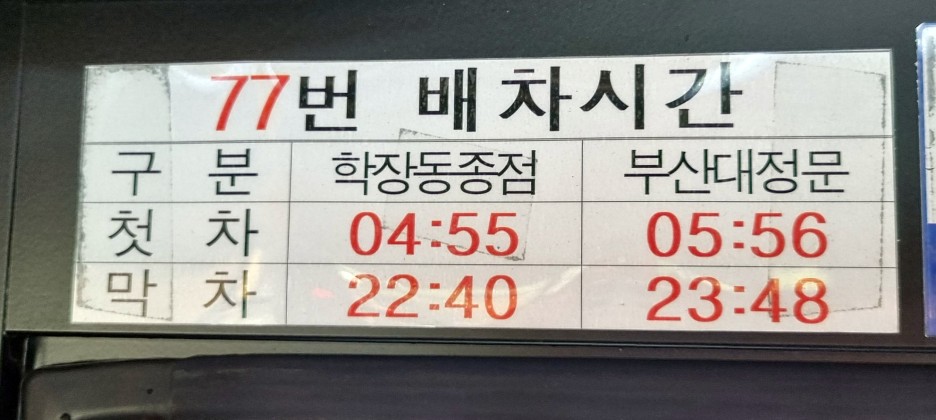 77번 배차시간
구 분 학장동종점 부산대정문
첫 차 04:55 05:56
막 차 22:40 23:48